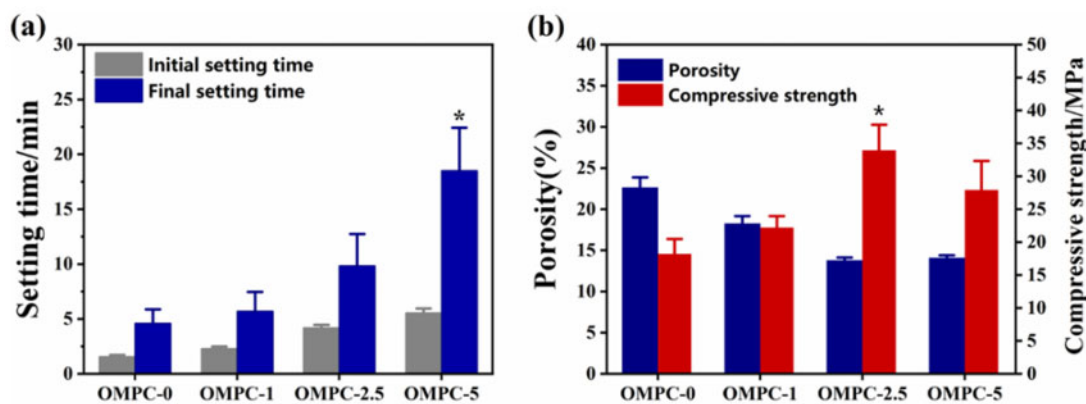 (a)
Setting time/min
30
25
20
15
10
5
0
Initial setting time
Final setting time
*
OMPC-0 OMPC-1 OMPC-2.5 OMPC-5
(b)
Porosity(%)
40
35
30
25
20
15
10
5
0
Porosity
Compressive strength
*
OMPC-0 OMPC-1 OMPC-2.5 OMPC-5
50
45
40
35
30
25
20
15
10
5
0
Compressive strength/MPa